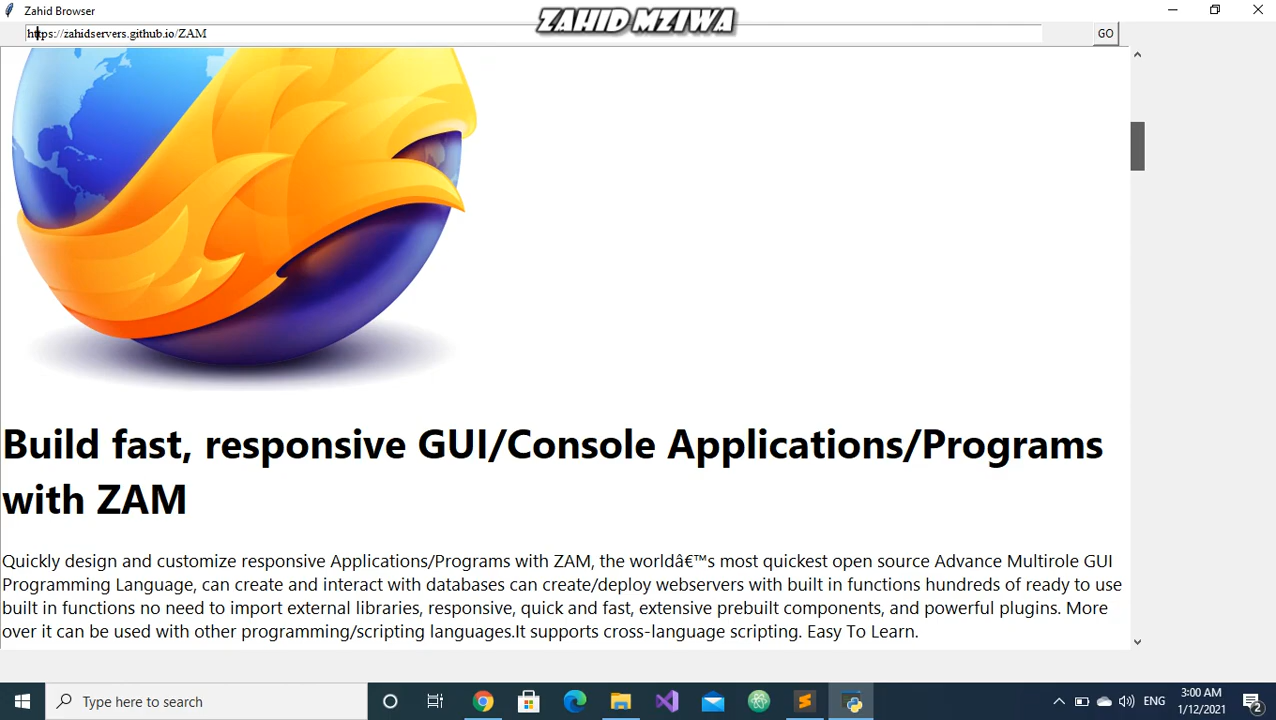 Zahid Browser
ZAHID MZIWA
https://zahidservers.github.io/ZAM
GO
Build fast, responsive GUI/Console Applications/Programs
with ZAM
Quickly design and customize responsive Applications/Programs with ZAM, the worldâ€™s most quickest open source Advance Multirole GUI
Programming Language, can create and interact with databases can create/deploy webservers with built in functions hundreds of ready to use
built in functions no need to import external libraries, responsive, quick and fast, extensive prebuilt components, and powerful plugins. More
over it can be used with other programming/scripting languages.It supports cross-language scripting. Easy To Learn.
Type here to search
ENG
3:00 AM
1/12/2021
2